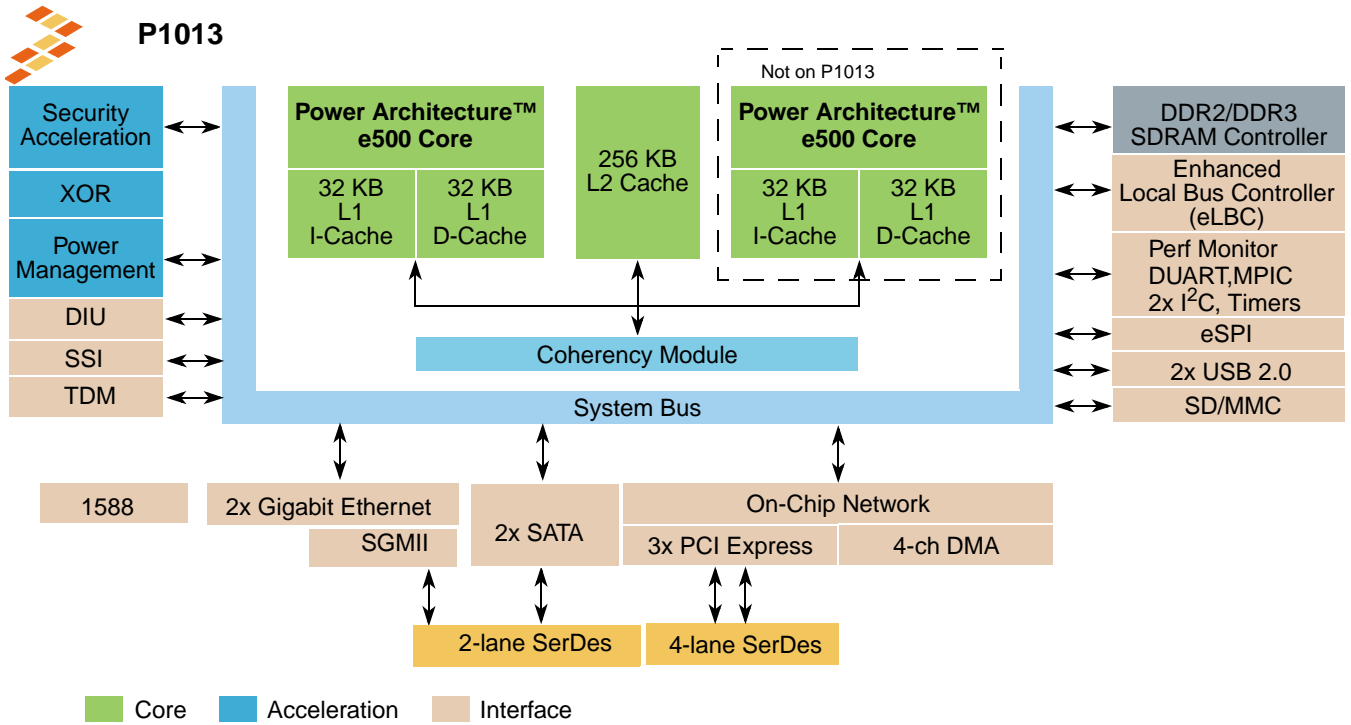 P1013
Not on P1013
Security
Acceleration
XOR
Power
Management
DIU
SSI
TDM
Power Architecture™
e500 Core
32 KB
L1
I-Cache
32 KB
L1
D-Cache
256 KB
L2 Cache
Power Architecture™
e500 Core
32 KB
L1
I-Cache
32 KB
L1
D-Cache
Coherency Module
System Bus
DDR2/DDR3
SDRAM Controller
Enhanced
Local Bus Controller
(eLBC)
Perf Monitor
DUART,MPIC
2x I²C, Timers
eSPI
2x USB 2.0
SD/MMC
1588
2x Gigabit Ethernet
SGMII
2x SATA
On-Chip Network
3x PCI Express
4-ch DMA
2-lane SerDes
4-lane SerDes
Core
Acceleration
Interface